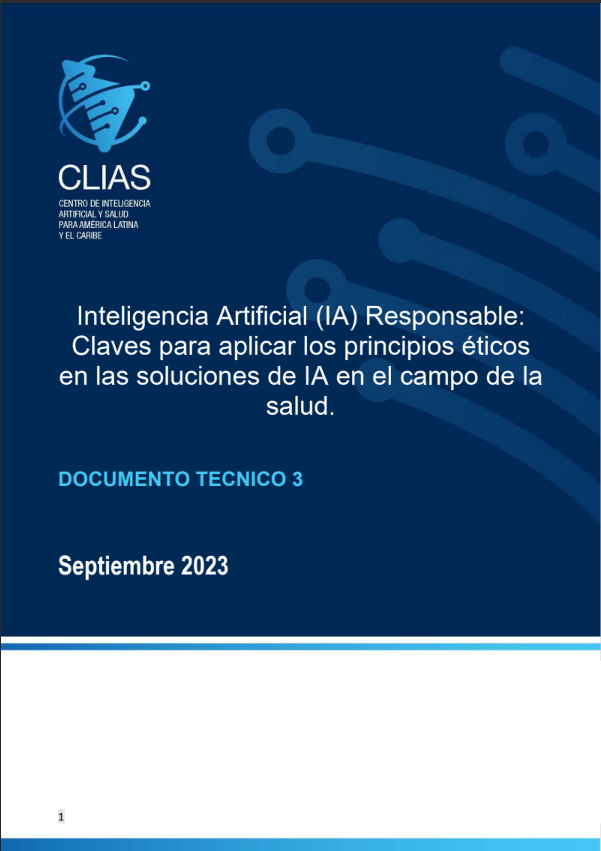 CLIAS
CENTRO DE INTELIGENCIA
ARTIFICIAL Y SALUD
PARA AMÉRICA LATINA
Y EL CARIBE
Inteligencia Artificial (IA) Responsable:
Claves para aplicar los principios éticos
en las soluciones de IA en el campo de la
salud.
DOCUMENTO TECNICO 3
Septiembre 2023
1